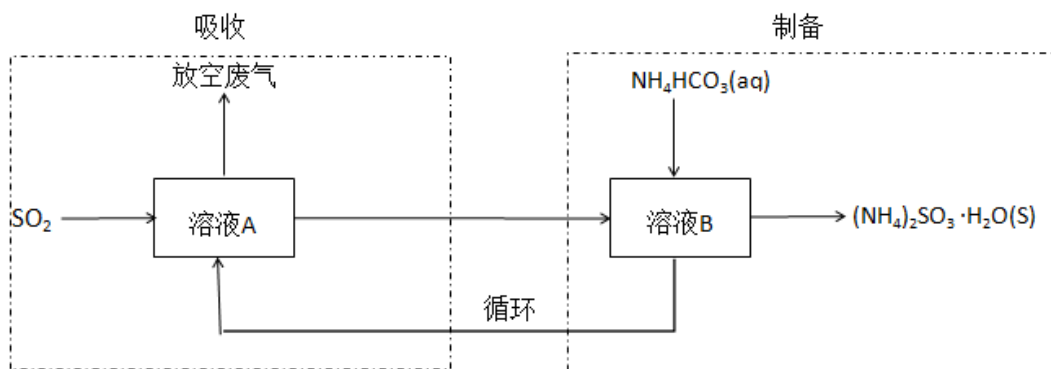 吸收
制备
放空废气
NH₄HCO₃(aq)
SO₂
溶液A
溶液B
(NH₄)₂SO₃·H₂O(S)
循环